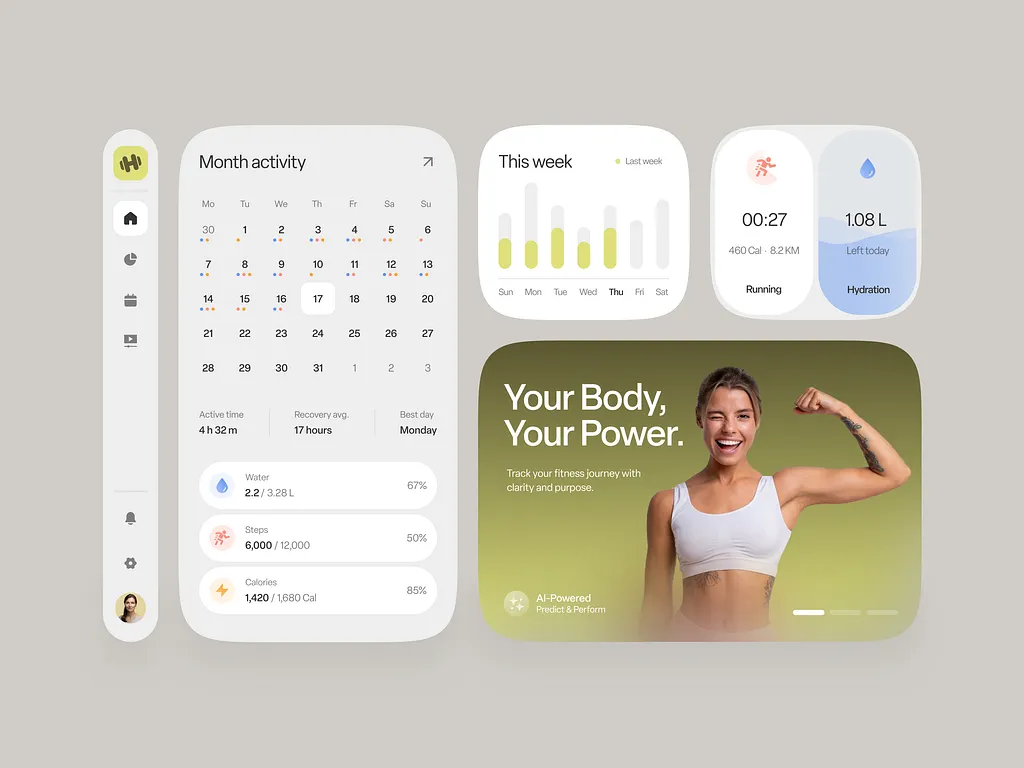 Month activity
Mo Tu We Th Fr Sa Su
30 1 2 3 4 5 6
7 8 9 10 11 12 13
14 15 16 17 18 19 20
21 22 23 24 25 26 27
28 29 30 31 1 2 3
Active time Recovery avg. Best day
4 h 32 m 17 hours Monday
Water
2.2 / 3.28 L 67%
Steps
6,000 / 12,000 50%
Calories
1,420 / 1,680 Cal 85%
This week Last week
Sun Mon Tue Wed Thu Fri Sat
00:27
460 Cal · 8.2 KM
Running
1.08 L
Left today
Hydration
Your Body,
Your Power.
Track your fitness journey with
clarity and purpose.
AI-Powered
Predict & Perform